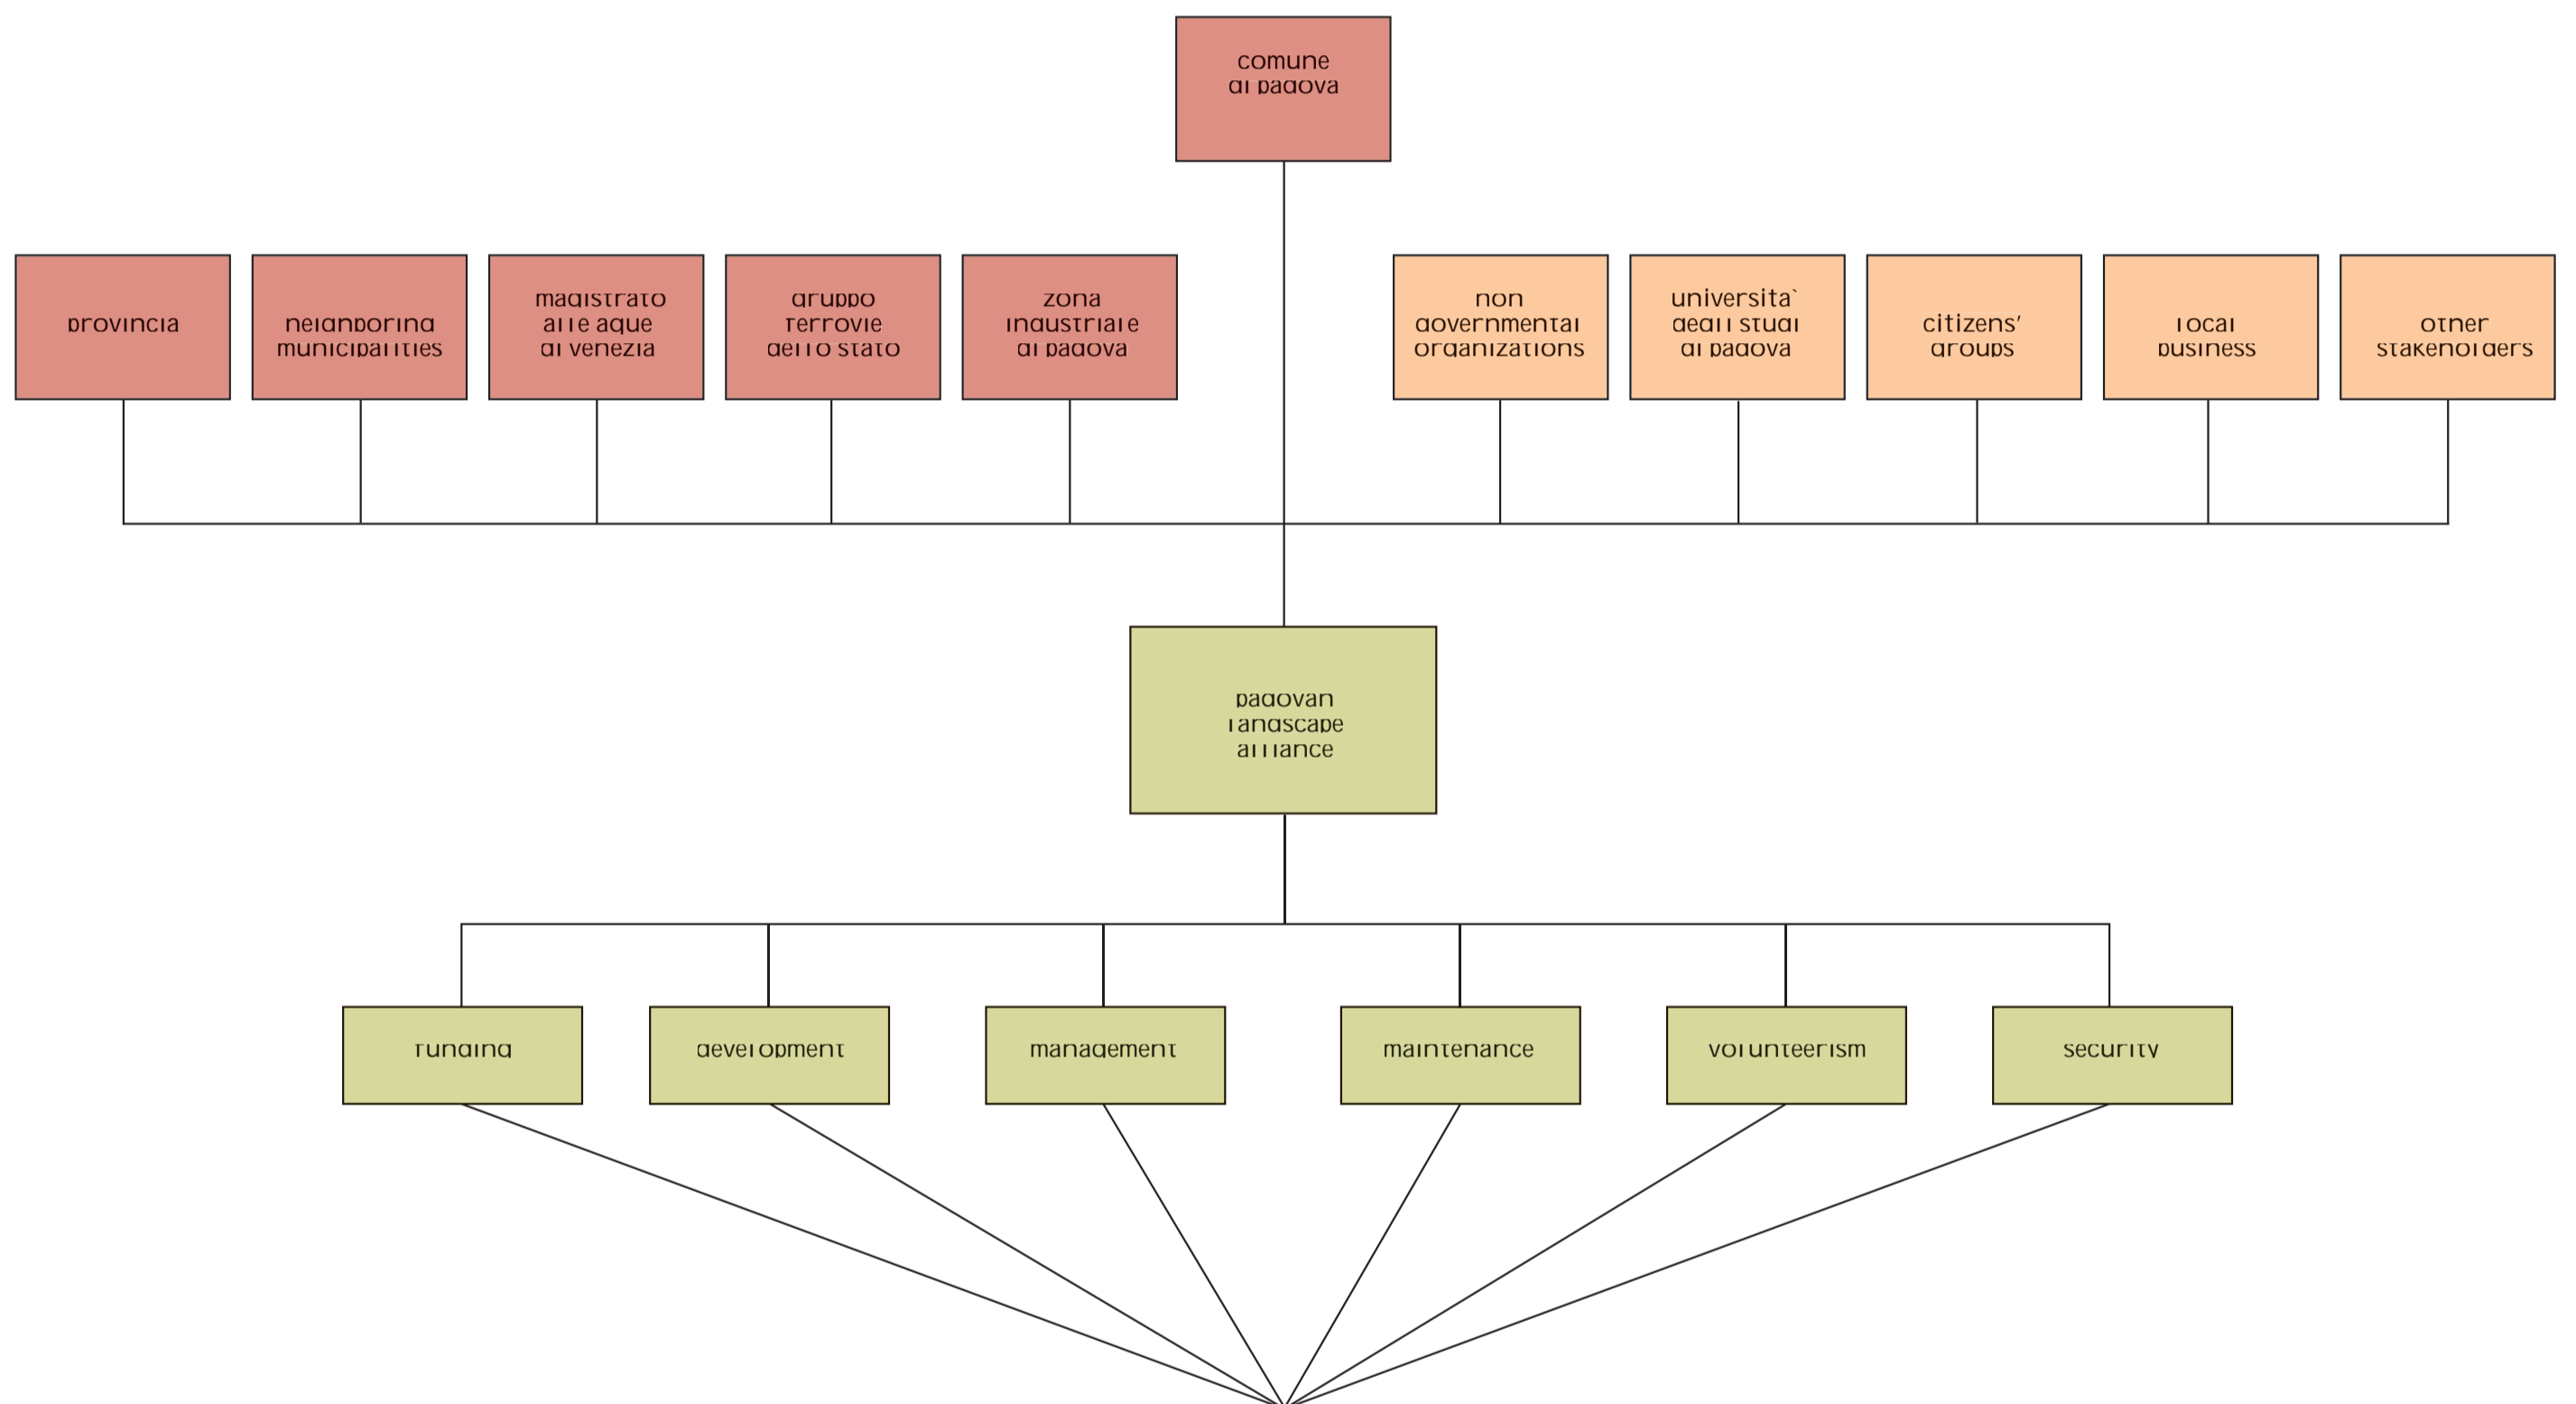 comune
di padova
provincia
neighboring
municipalities
magistrato
alle aque
di venezia
gruppo
ferrovie
dello stato
zona
industriale
di padova
non
governmental
organizations
universita`
degli studi
di padova
citizens'
groups
local
business
other
stakeholders
padovan
landscape
alliance
funding
development
management
maintenance
volunteerism
security